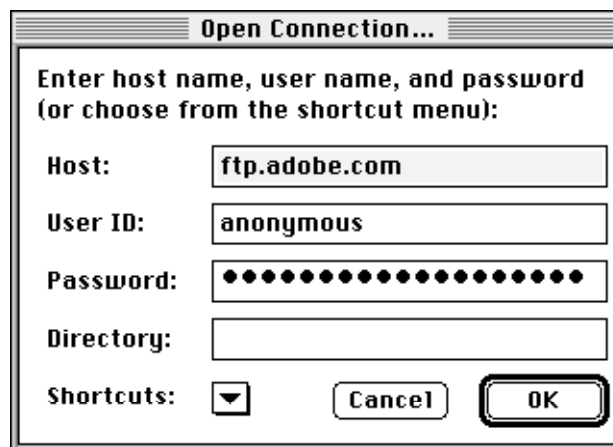 Open Connection...
Enter host name, user name, and password
(or choose from the shortcut menu):
Host: ftp.adobe.com
User ID: anonymous
Password: ●●●●●●●●●●●●●●●●●●●
Directory:
Shortcuts: Cancel OK